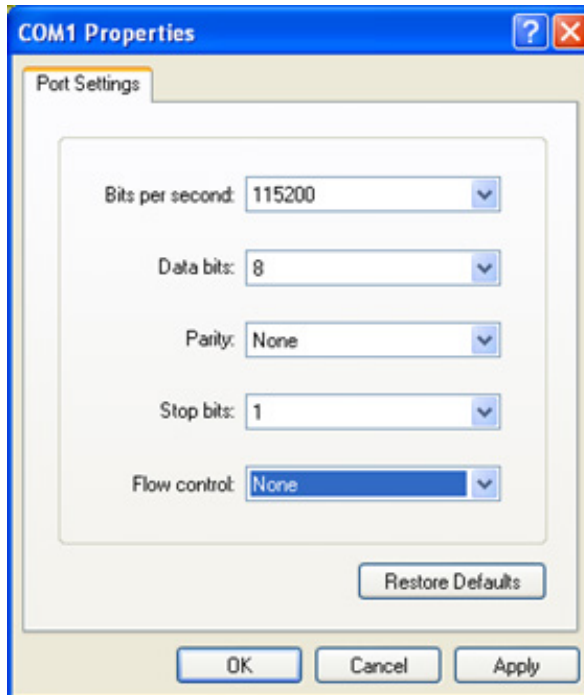 COM1 Properties
Port Settings
Bits per second: 115200
Data bits: 8
Parity: None
Stop bits: 1
Flow control: None
Restore Defaults
OK Cancel Apply